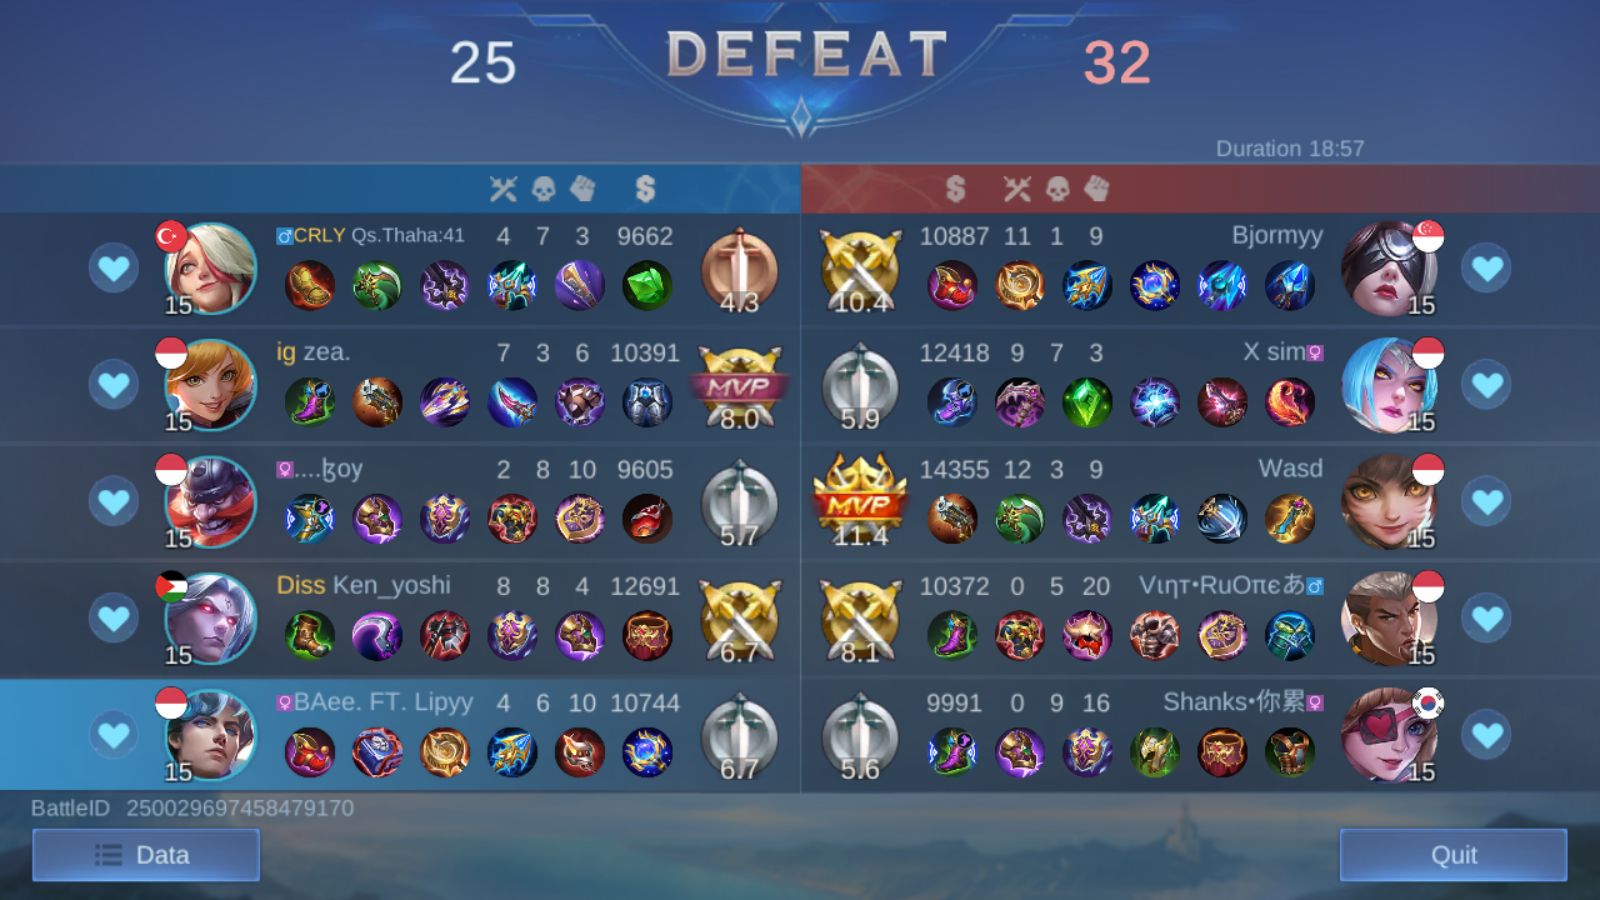 25 DEFEAT 32
Duration 18:57
CRLY Qs.Thaha:41 4 7 3 9662
15 4.3
10887 11 1 9 Bjormyy
10.4 15
ig zea. 7 3 6 10391 MVP
15 8.0
12418 9 7 3 X sim
5.9 15
....ꝁoy 2 8 10 9605
15 5.7
MVP 14355 12 3 9 Wasd
11.4 15
Diss Ken_yoshi 8 8 4 12691
15 6.7
10372 0 5 20 Vιητ•RuOπєあ
8.1 15
BAee. FT. Lipyy 4 6 10 10744
15 6.7
9991 0 9 16 Shanks•你累
5.6 15
BattleID 250029697458479170
Data
Quit